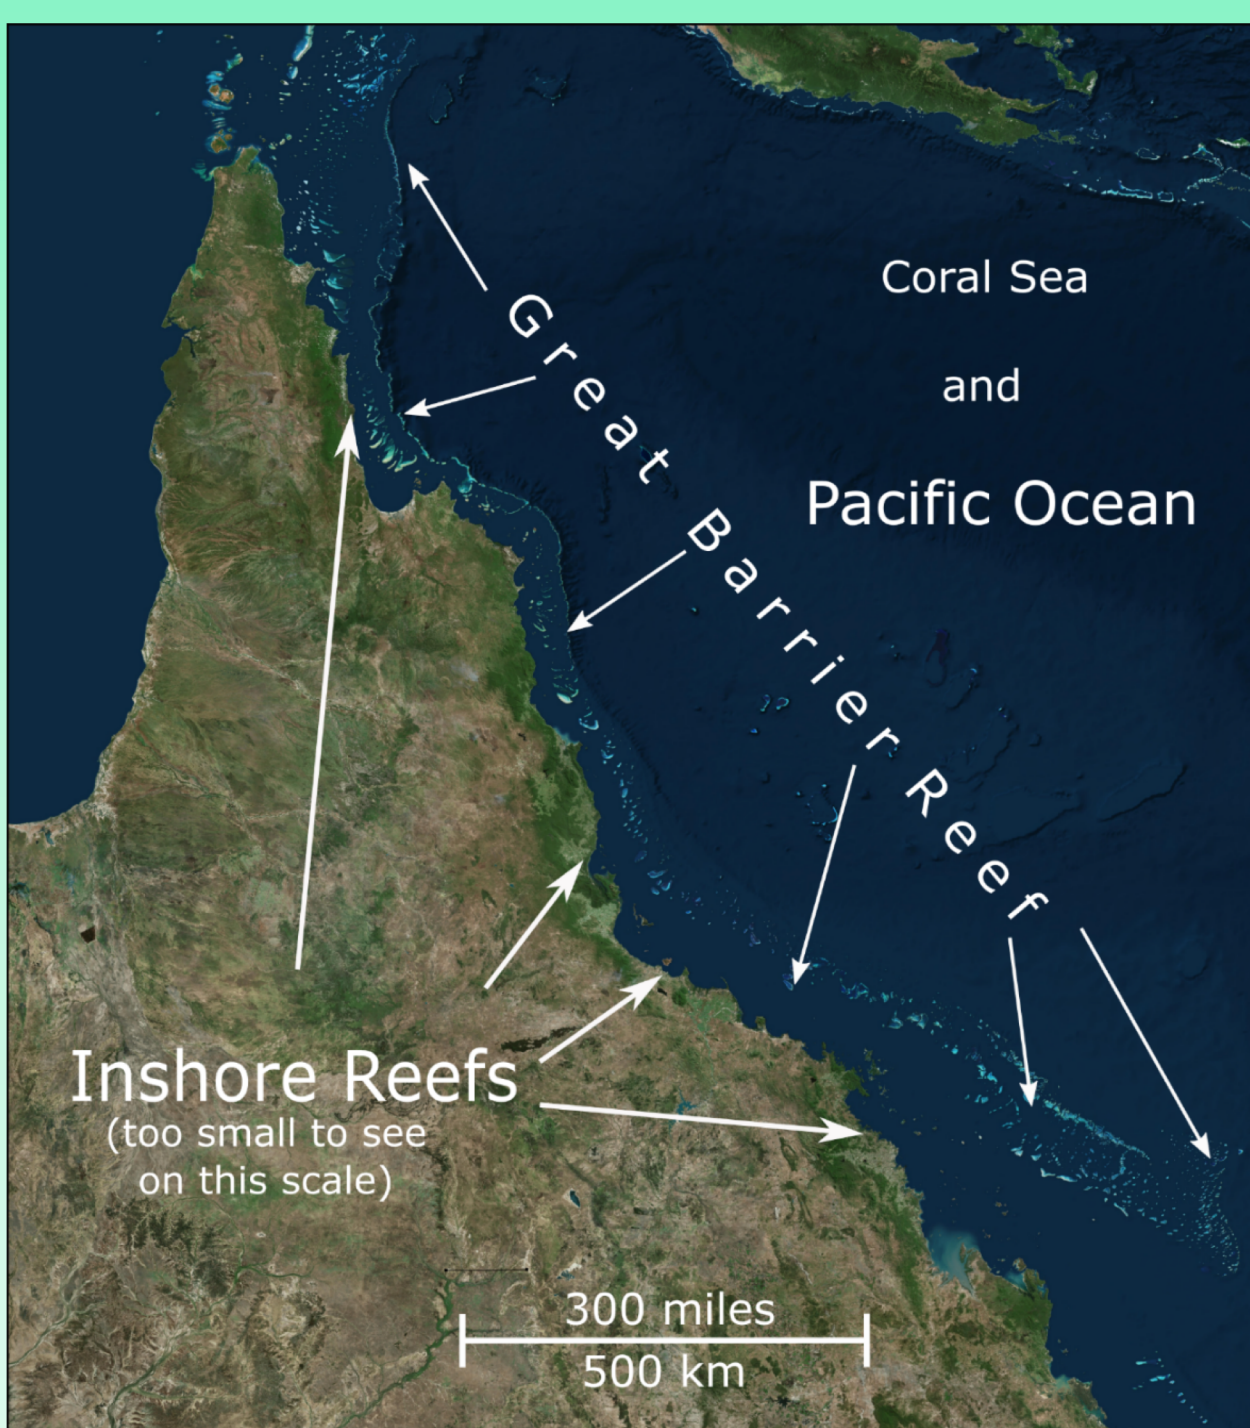 Great Barrier Reef
Coral Sea
and
Pacific Ocean
Inshore Reefs
(too small to see
on this scale)
300 miles
500 km